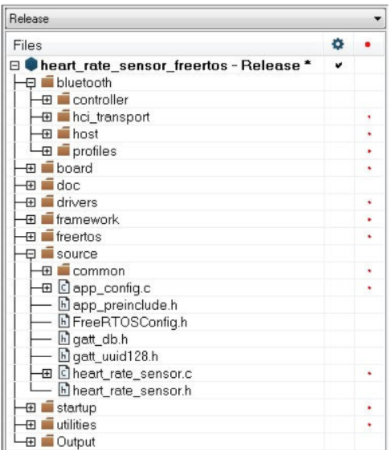 Release
Files
heart_rate_sensor_freertos - Release *
bluetooth
controller
hci_transport
host
profiles
board
doc
drivers
framework
freertos
source
common
app_config.c
app_preinclude.h
FreeRTOSConfig.h
gatt_db.h
gatt_uuid128.h
heart_rate_sensor.c
heart_rate_sensor.h
startup
utilities
Output